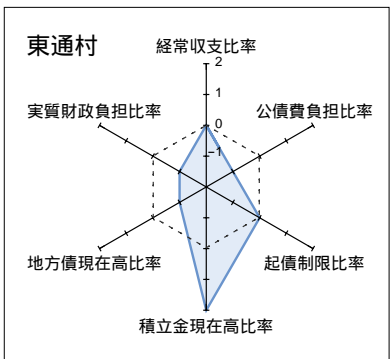 東通村
経常収支比率
2
1
0
-1
公債費負担比率
起債制限比率
積立金現在高比率
地方債現在高比率
実質財政負担比率